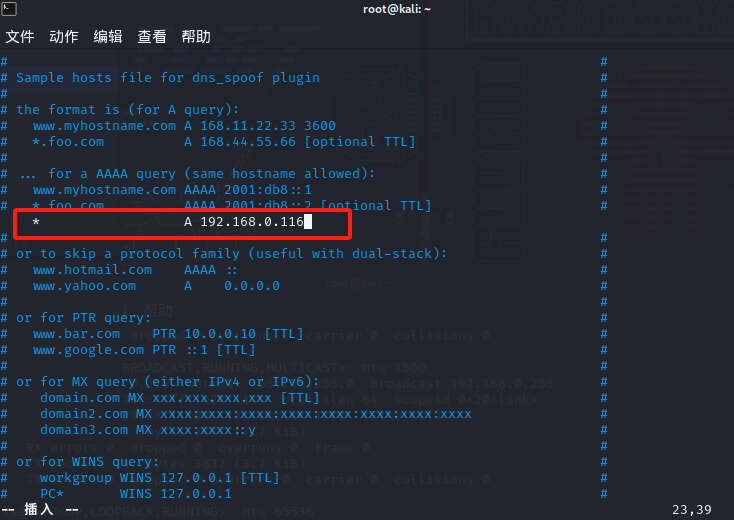 root@kali: ~
文件 动作 编辑 查看 帮助
# #
# Sample hosts file for dns_spoof plugin #
# #
# the format is (for A query): #
# www.myhostname.com A 168.11.22.33 3600 #
# *.foo.com A 168.44.55.66 [optional TTL] #
# #
# ... for a AAAA query (same hostname allowed): #
# www.myhostname.com AAAA 2001:db8::1 #
# *.foo.com AAAA 2001:db8::2 [optional TTL] #
* A 192.168.0.116
# #
# or to skip a protocol family (useful with dual-stack): #
# www.hotmail.com AAAA :: #
# www.yahoo.com A 0.0.0.0 #
# #
# or for PTR query: #
# www.bar.com PTR 10.0.0.10 [TTL] #
# www.google.com PTR ::1 [TTL] #
# #
# or for MX query (either IPv4 or IPv6): #
# domain.com MX xxx.xxx.xxx.xxx [TTL] #
# domain2.com MX xxxx:xxxx:xxxx:xxxx:xxxx:xxxx:xxxx:xxxx #
# domain3.com MX xxxx:xxxx::y #
# #
# or for WINS query: #
# workgroup WINS 127.0.0.1 [TTL] #
# PC* WINS 127.0.0.1 #
-- 插入 -- 23,39